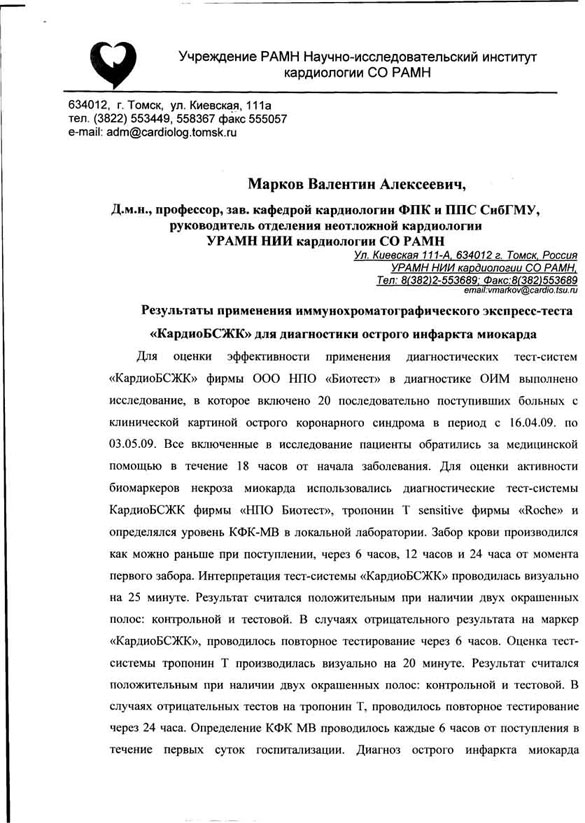 Учреждение РАМН Научно-исследовательский институт
кардиологии СО РАМН
634012, г. Томск, ул. Киевская, 111а
тел. (3822) 553449, 558367 факс 555057
e-mail: adm@cardiolog.tomsk.ru
Марков Валентин Алексеевич,
Д.м.н., профессор, зав. кафедрой кардиологии ФПК и ППС СибГМУ,
руководитель отделения неотложной кардиологии
УРАМН НИИ кардиологии СО РАМН
Ул. Киевская 111-А, 634012 г. Томск, Россия
УРАМН НИИ кардиологии СО РАМН,
Тел: 8(382)2-553689; Факс:8(382)553689
email:vmarkov@cardio.tsu.ru
Результаты применения иммунохроматографического экспресс-теста
«КардиоБСЖК» для диагностики острого инфаркта миокарда
Для оценки эффективности применения диагностических тест-систем
«КардиоБСЖК» фирмы ООО НПО «Биотест» в диагностике ОИМ выполнено
исследование, в которое включено 20 последовательно поступивших больных с
клинической картиной острого коронарного синдрома в период с 16.04.09. по
03.05.09. Все включенные в исследование пациенты обратились за медицинской
помощью в течение 18 часов от начала заболевания. Для оценки активности
биомаркеров некроза миокарда использовались диагностические тест-системы
КардиоБСЖК фирмы «НПО Биотест», тропонин Т sensitive фирмы «Roche» и
определялся уровень КФК-МВ в локальной лаборатории. Забор крови производился
как можно раньше при поступлении, через 6 часов, 12 часов и 24 часа от момента
первого забора. Интерпретация тест-системы «КардиоБСЖК» проводилась визуально
на 25 минуте. Результат считался положительным при наличии двух окрашенных
полос: контрольной и тестовой. В случаях отрицательного результата на маркер
«КардиоБСЖК», проводилось повторное тестирование через 6 часов. Оценка тест-
системы тропонин Т производилась визуально на 20 минуте. Результат считался
положительным при наличии двух окрашенных полос: контрольной и тестовой. В
случаях отрицательных тестов на тропонин Т, проводилось повторное тестирование
через 24 часа. Определение КФК МВ проводилось каждые 6 часов от поступления в
течение первых суток госпитализации. Диагноз острого инфаркта миокарда